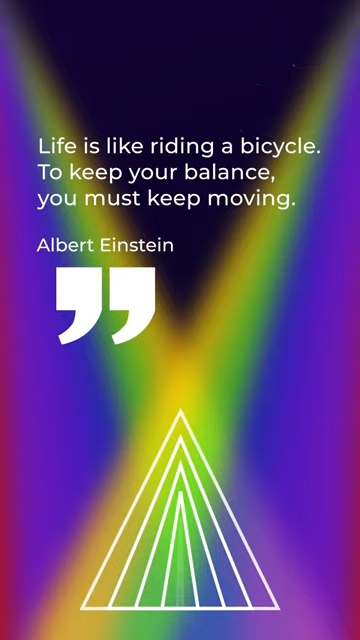 Life is like riding a bicycle.
To keep your balance,
you must keep moving.
Albert Einstein